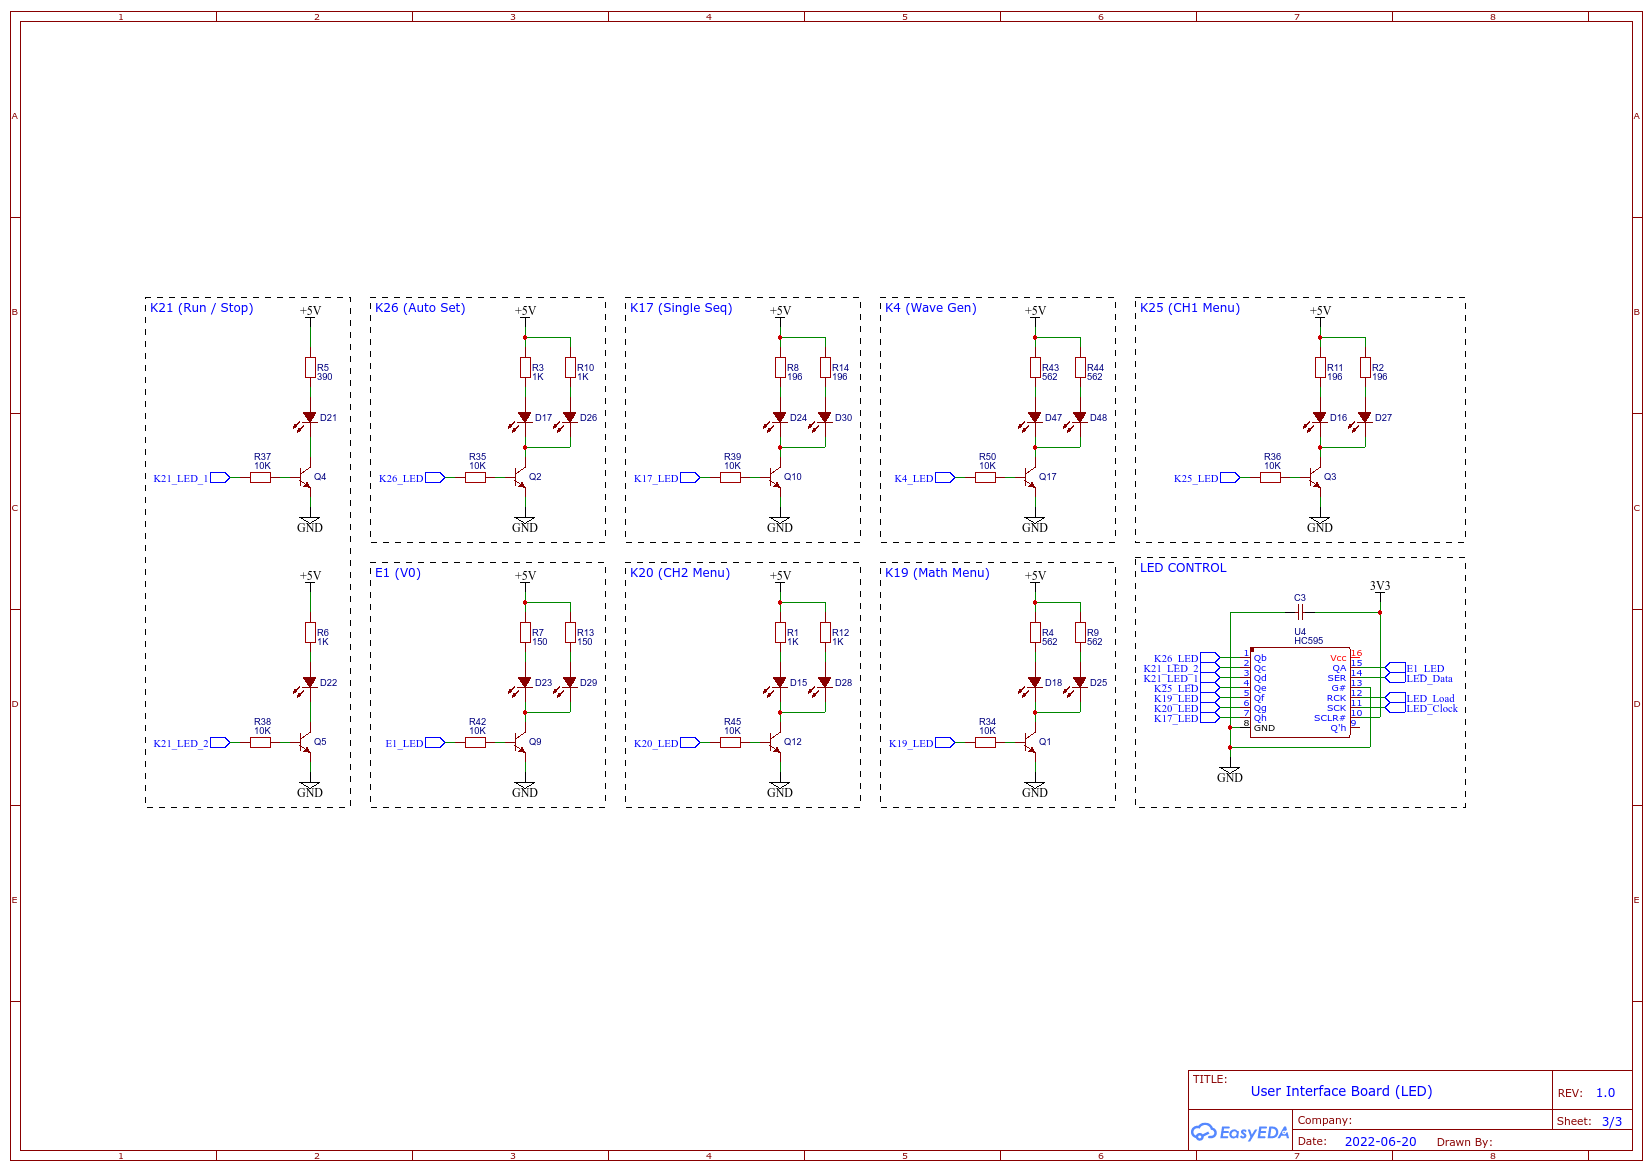 1 2 3 4 5 6 7 8
A A
B B
C C
D D
E E
K21 (Run / Stop)
+5V
R5
390
D21
R37
10K
K21_LED_1
Q4
GND
+5V
R6
1K
D22
R38
10K
K21_LED_2
Q5
GND
K26 (Auto Set)
+5V
R3
1K
R10
1K
D17
D26
R35
10K
K26_LED
Q2
GND
K17 (Single Seq)
+5V
R8
196
R14
196
D24
D30
R39
10K
K17_LED
Q10
GND
K4 (Wave Gen)
+5V
R43
562
R44
562
D47
D48
R50
10K
K4_LED
Q17
GND
K25 (CH1 Menu)
+5V
R11
196
R2
196
D16
D27
R36
10K
K25_LED
Q3
GND
E1 (V0)
+5V
R7
150
R13
150
D23
D29
R42
10K
E1_LED
Q9
GND
K20 (CH2 Menu)
+5V
R1
1K
R12
1K
D15
D28
R45
10K
K20_LED
Q12
GND
K19 (Math Menu)
+5V
R4
562
R9
562
D18
D25
R34
10K
K19_LED
Q1
GND
LED CONTROL
3V3
C3
U4
HC595
K26_LED 1 Qb Vcc 16
K21_LED_2 2 Qc QA 15 E1_LED
K21_LED_1 3 Qd SER 14 LED_Data
K25_LED 4 Qe G# 13
K19_LED 5 Qf RCK 12 LED_Load
K20_LED 6 Qg SCK 11 LED_Clock
K17_LED 7 Qh SCLR# 10
8 GND Q'h 9
GND
TITLE:
User Interface Board (LED)
REV: 1.0
EasyEDA
Company:
Sheet: 3/3
Date: 2022-06-20 Drawn By:
1 2 3 4 5 6 7 8